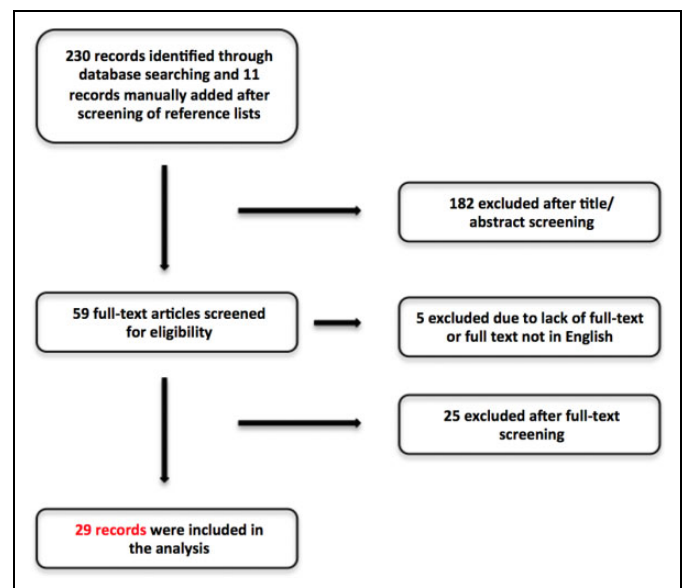 230 records identified through
database searching and 11
records manually added after
screening of reference lists
182 excluded after title/
abstract screening
59 full-text articles screened
for eligibility
5 excluded due to lack of full-text
or full text not in English
25 excluded after full-text
screening
29 records were included in
the analysis